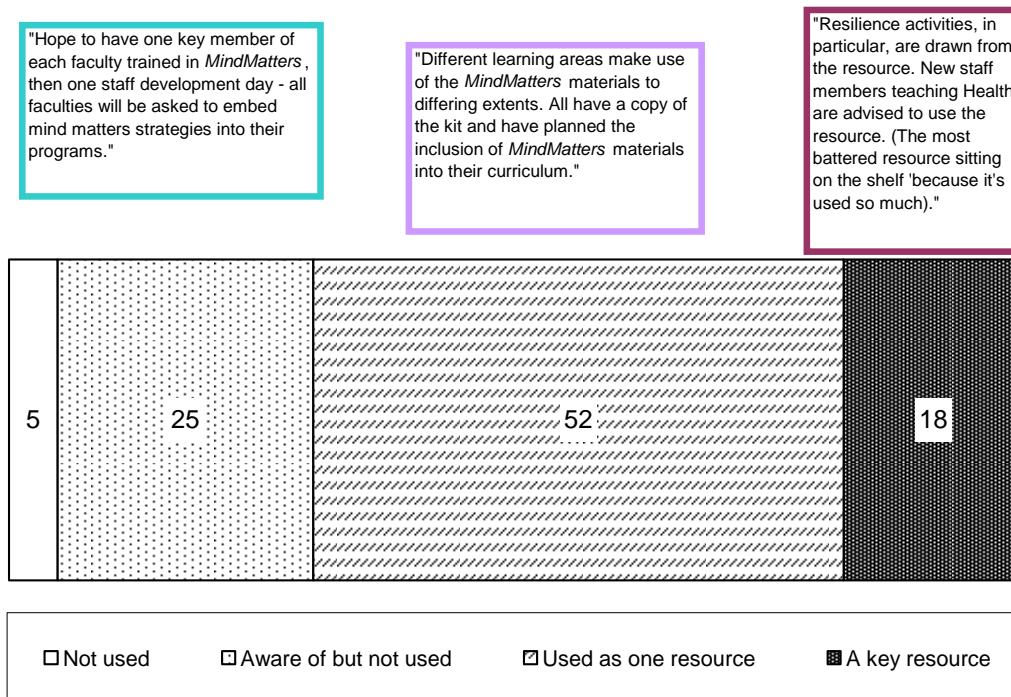 "Hope to have one key member of
each faculty trained in MindMatters,
then one staff development day - all
faculties will be asked to embed
mind matters strategies into their
programs."
"Different learning areas make use
of the MindMatters materials to
differing extents. All have a copy of
the kit and have planned the
inclusion of MindMatters materials
into their curriculum."
"Resilience activities, in
particular, are drawn from
the resource. New staff
members teaching Health
are advised to use the
resource. (The most
battered resource sitting
on the shelf 'because it's
used so much)."
5 25 52 18
Not used Aware of but not used Used as one resource A key resource